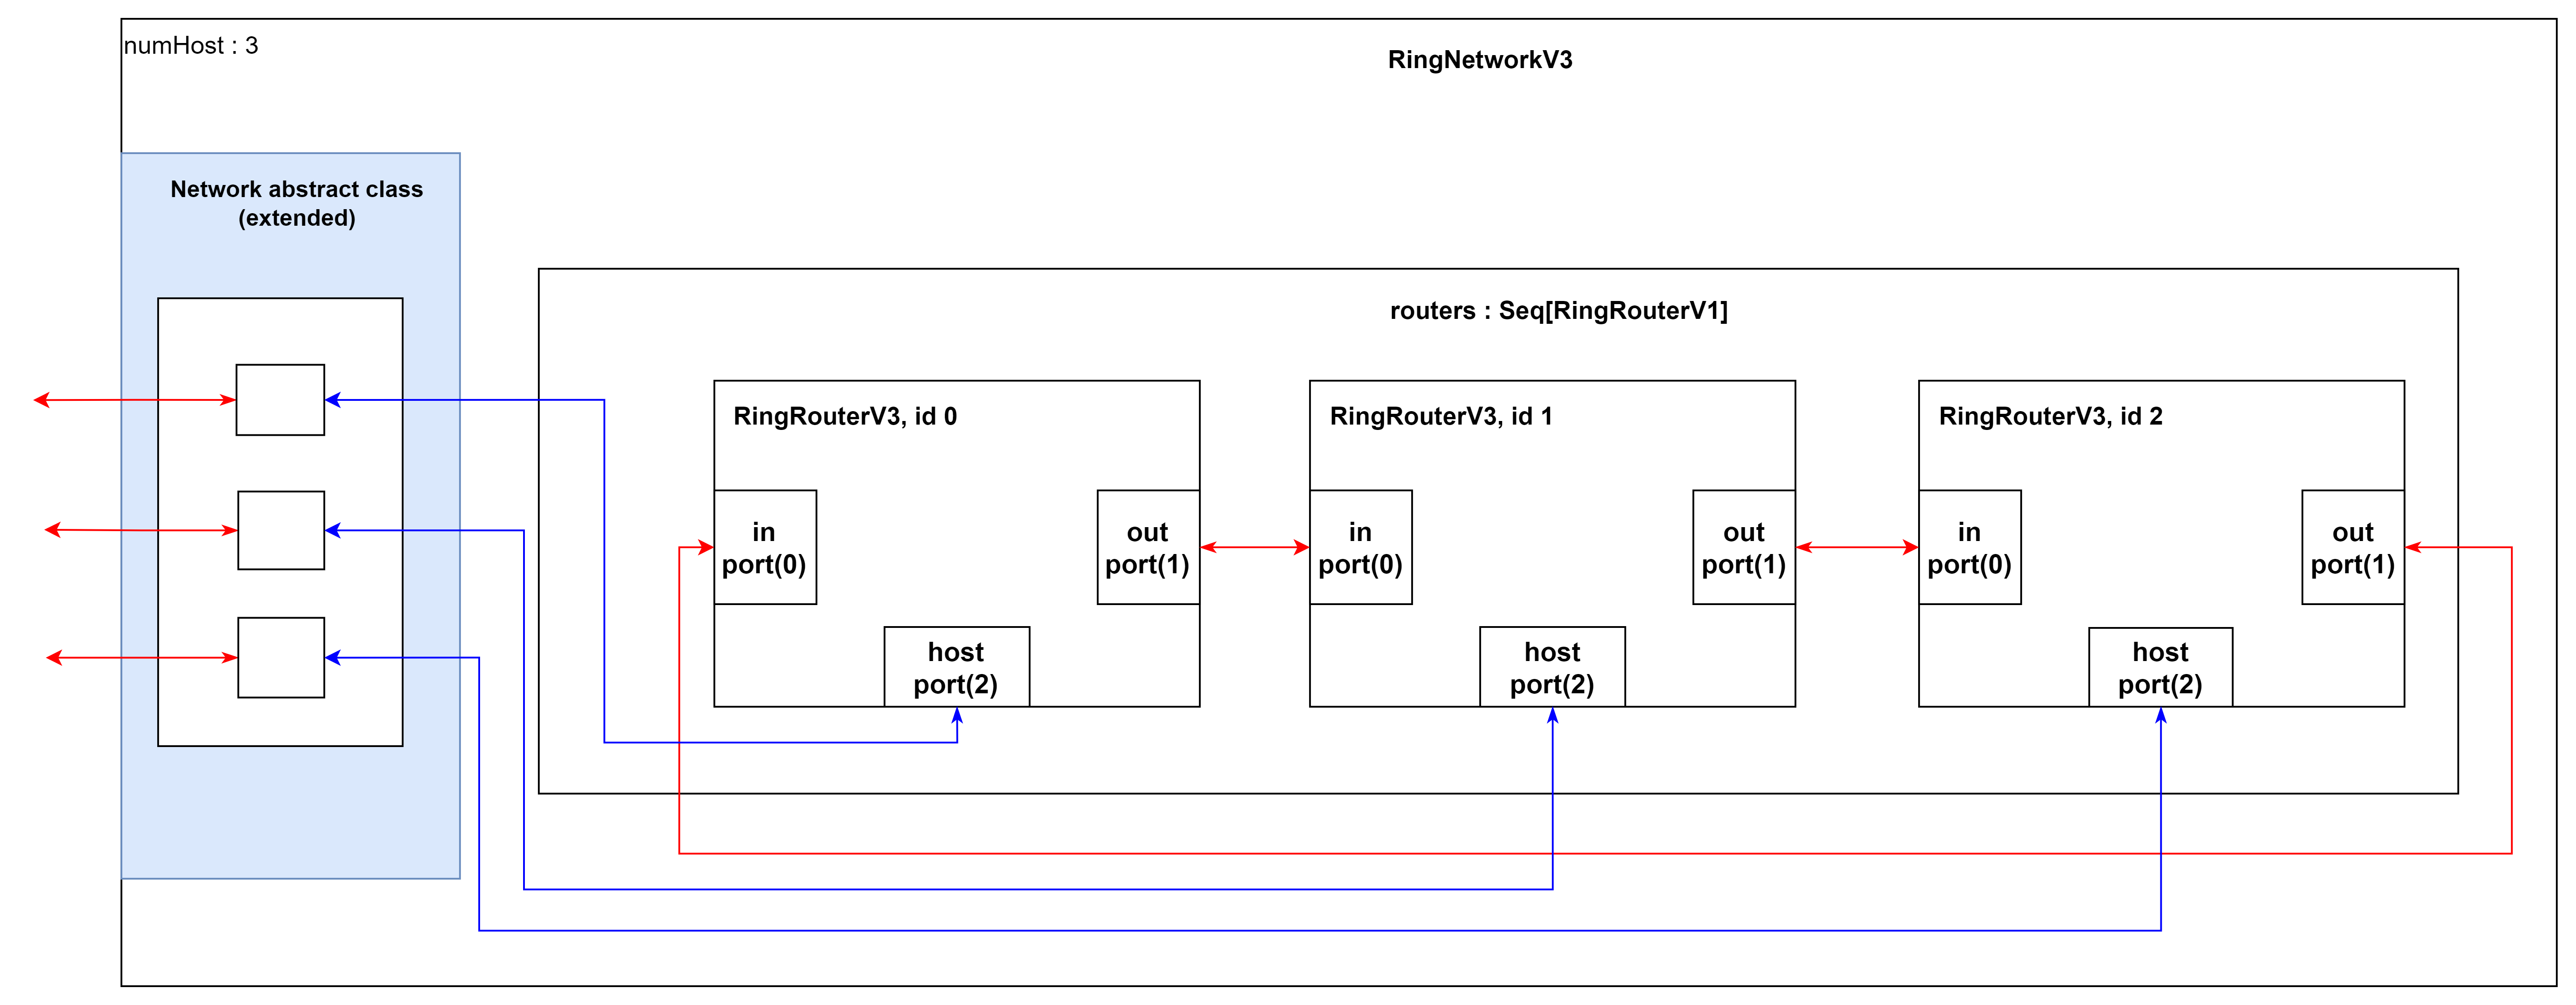 numHost : 3
RingNetworkV3
Network abstract class
(extended)
routers : Seq[RingRouterV1]
RingRouterV3, id 0
in
port(0)
out
port(1)
host
port(2)
RingRouterV3, id 1
in
port(0)
out
port(1)
host
port(2)
RingRouterV3, id 2
in
port(0)
out
port(1)
host
port(2)